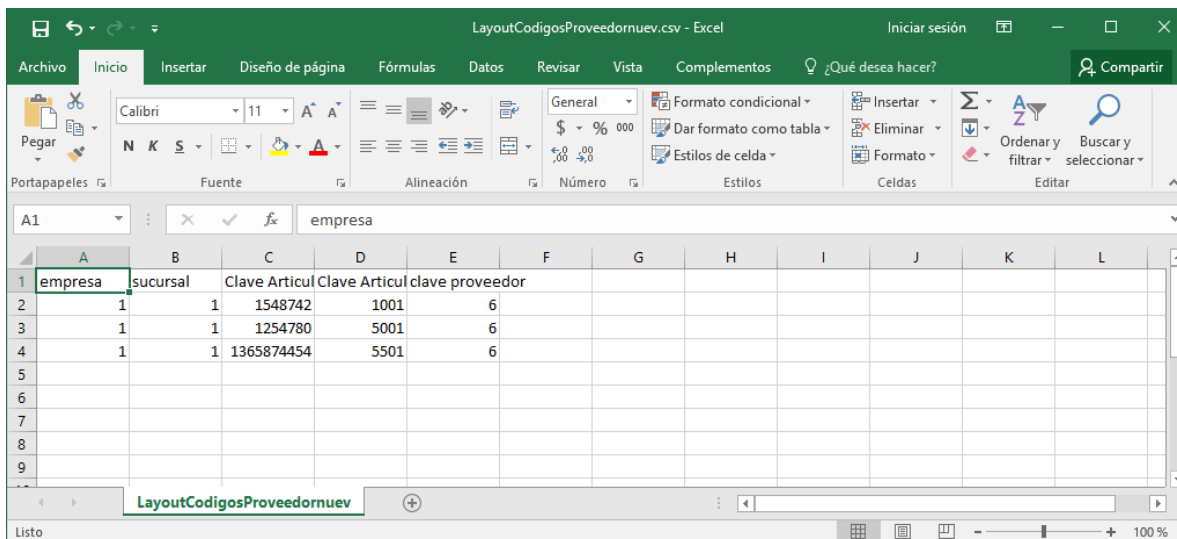 LayoutCodigosProveedornuev.csv - Excel Iniciar sesión
Archivo Inicio Insertar Diseño de página Fórmulas Datos Revisar Vista Complementos ¿Qué desea hacer? Compartir
Pegar
Calibri 11 A A
N K S A
General
$ % 000
,00 ,0
Formato condicional
Dar formato como tabla
Estilos de celda
Insertar
Eliminar
Formato
Ordenar y filtrar
Buscar y seleccionar
Portapapeles Fuente Alineación Número Estilos Celdas Editar
A1 fx empresa
A B C D E F G H I J K L
1 empresa sucursal Clave Articul Clave Articul clave proveedor
2 1 1 1548742 1001 6
3 1 1 1254780 5001 6
4 1 1 1365874454 5501 6
5
6
7
8
9
LayoutCodigosProveedornuev
Listo 100 %